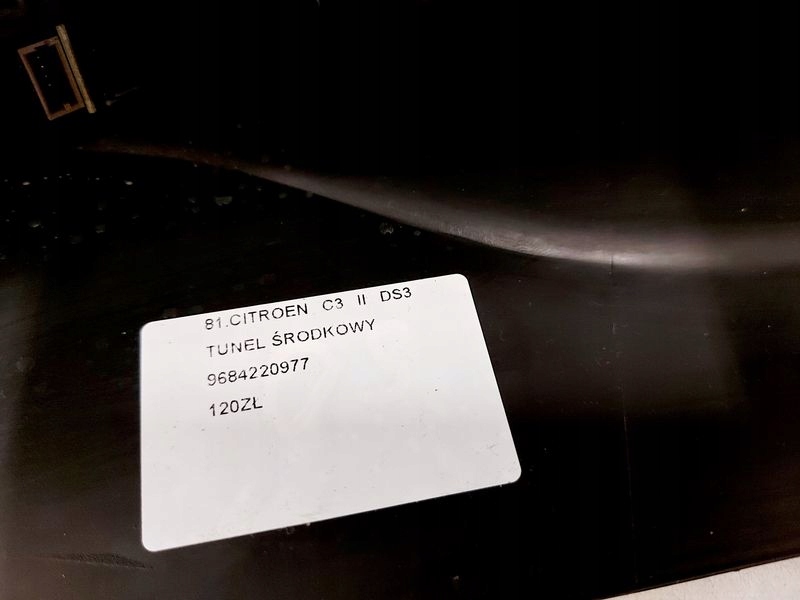 81.CITROEN C3 II DS3
TUNEL ŚRODKOWY
9684220977
120ZŁ